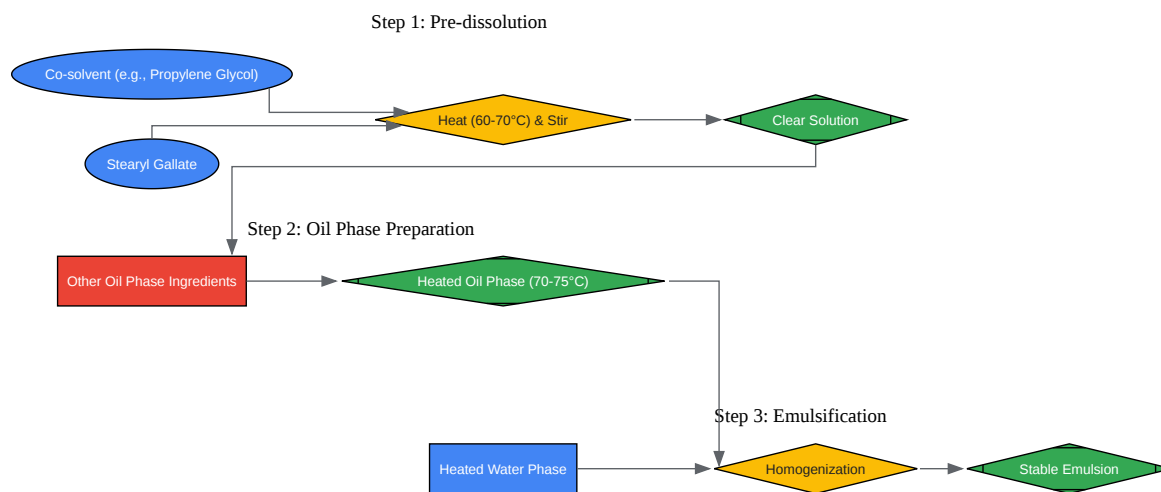 Step 1: Pre-dissolution
Co-solvent (e.g., Propylene Glycol)
Heat (60-70°C) & Stir
Clear Solution
Stearyl Gallate
Step 2: Oil Phase Preparation
Other Oil Phase Ingredients
Heated Oil Phase (70-75°C)
Step 3: Emulsification
Heated Water Phase
Homogenization
Stable Emulsion